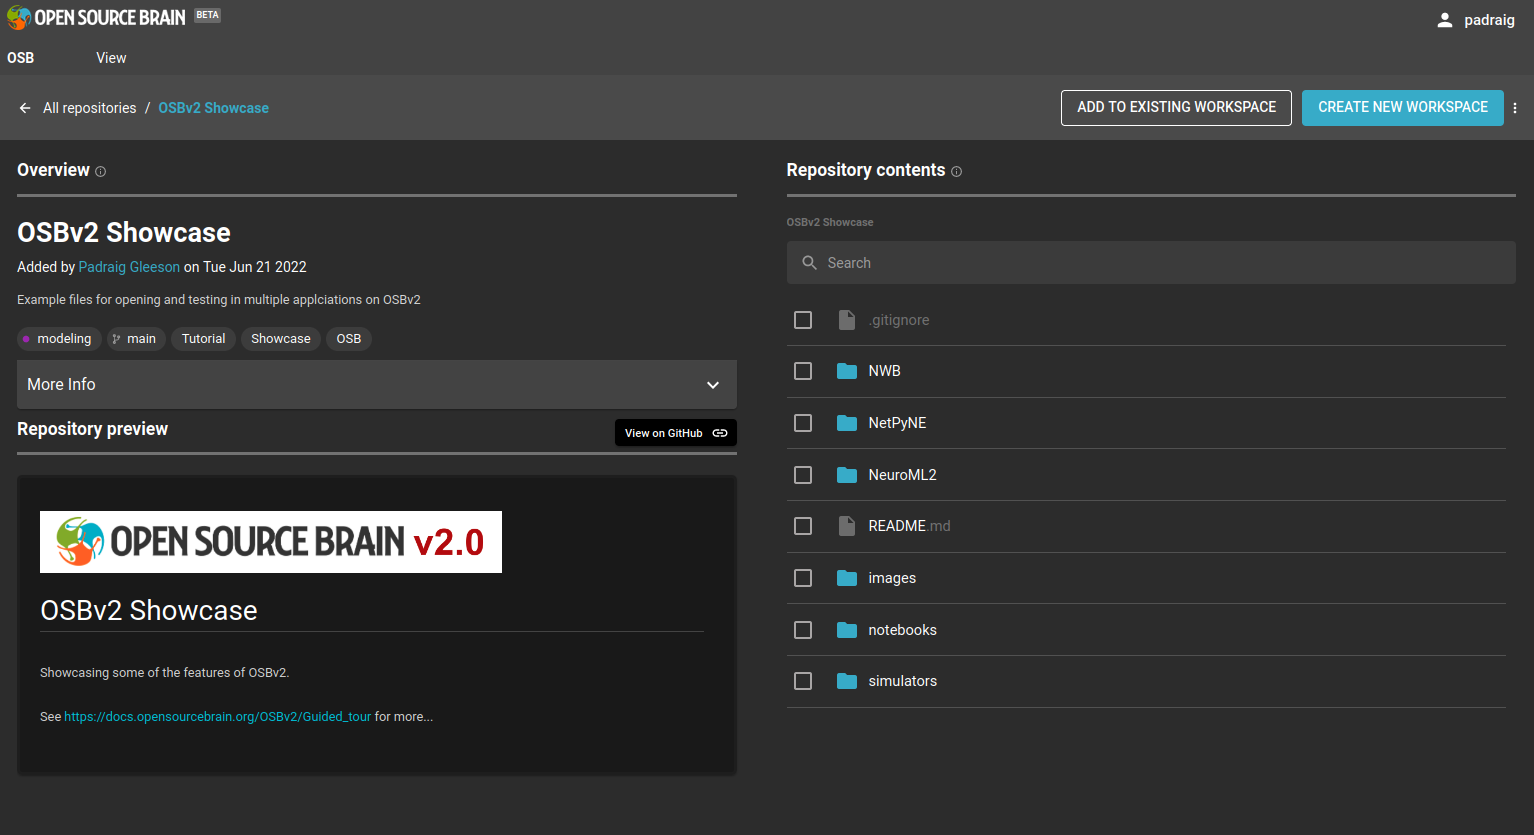 OPEN SOURCE BRAIN BETA
padraig
OSB View
All repositories / OSBv2 Showcase
ADD TO EXISTING WORKSPACE
CREATE NEW WORKSPACE
Overview
OSBv2 Showcase
Added by Padraig Gleeson on Tue Jun 21 2022
Example files for opening and testing in multiple applciations on OSBv2
modeling main Tutorial Showcase OSB
More Info
Repository preview
View on GitHub
OPEN SOURCE BRAIN v2.0
OSBv2 Showcase
Showcasing some of the features of OSBv2.
See https://docs.opensourcebrain.org/OSBv2/Guided_tour for more...
Repository contents
OSBv2 Showcase
Search
.gitignore
NWB
NetPyNE
NeuroML2
README.md
images
notebooks
simulators